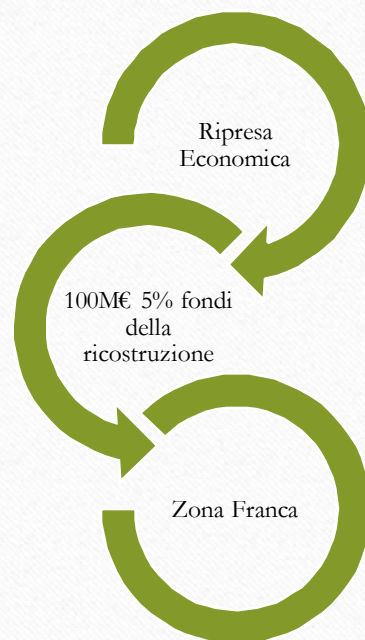 Ripresa
Economica
100M€ 5% fondi
della
ricostruzione
Zona Franca